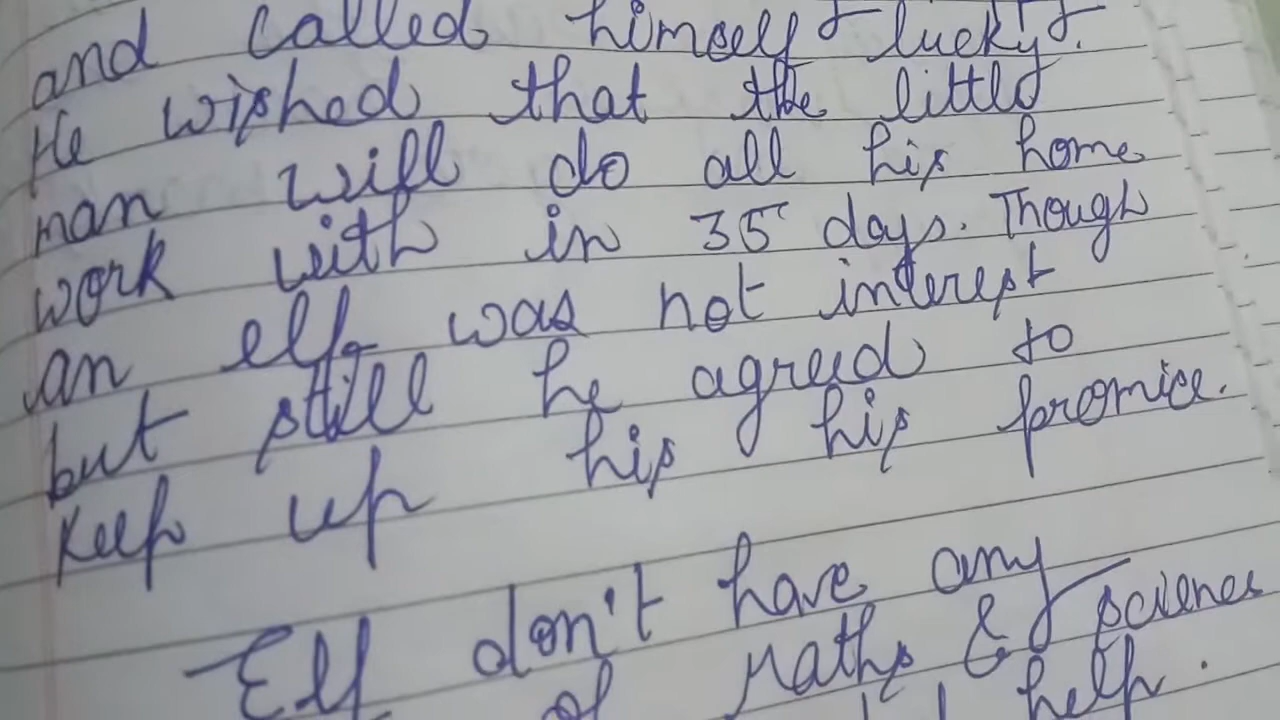 and called himself lucky.
He wished that the little
man will do all his home
work with in 35 days. Though
an elf was not interest
but still he agreed to
keep up his his promice.
Elf don't have any
of Maths & science
help.